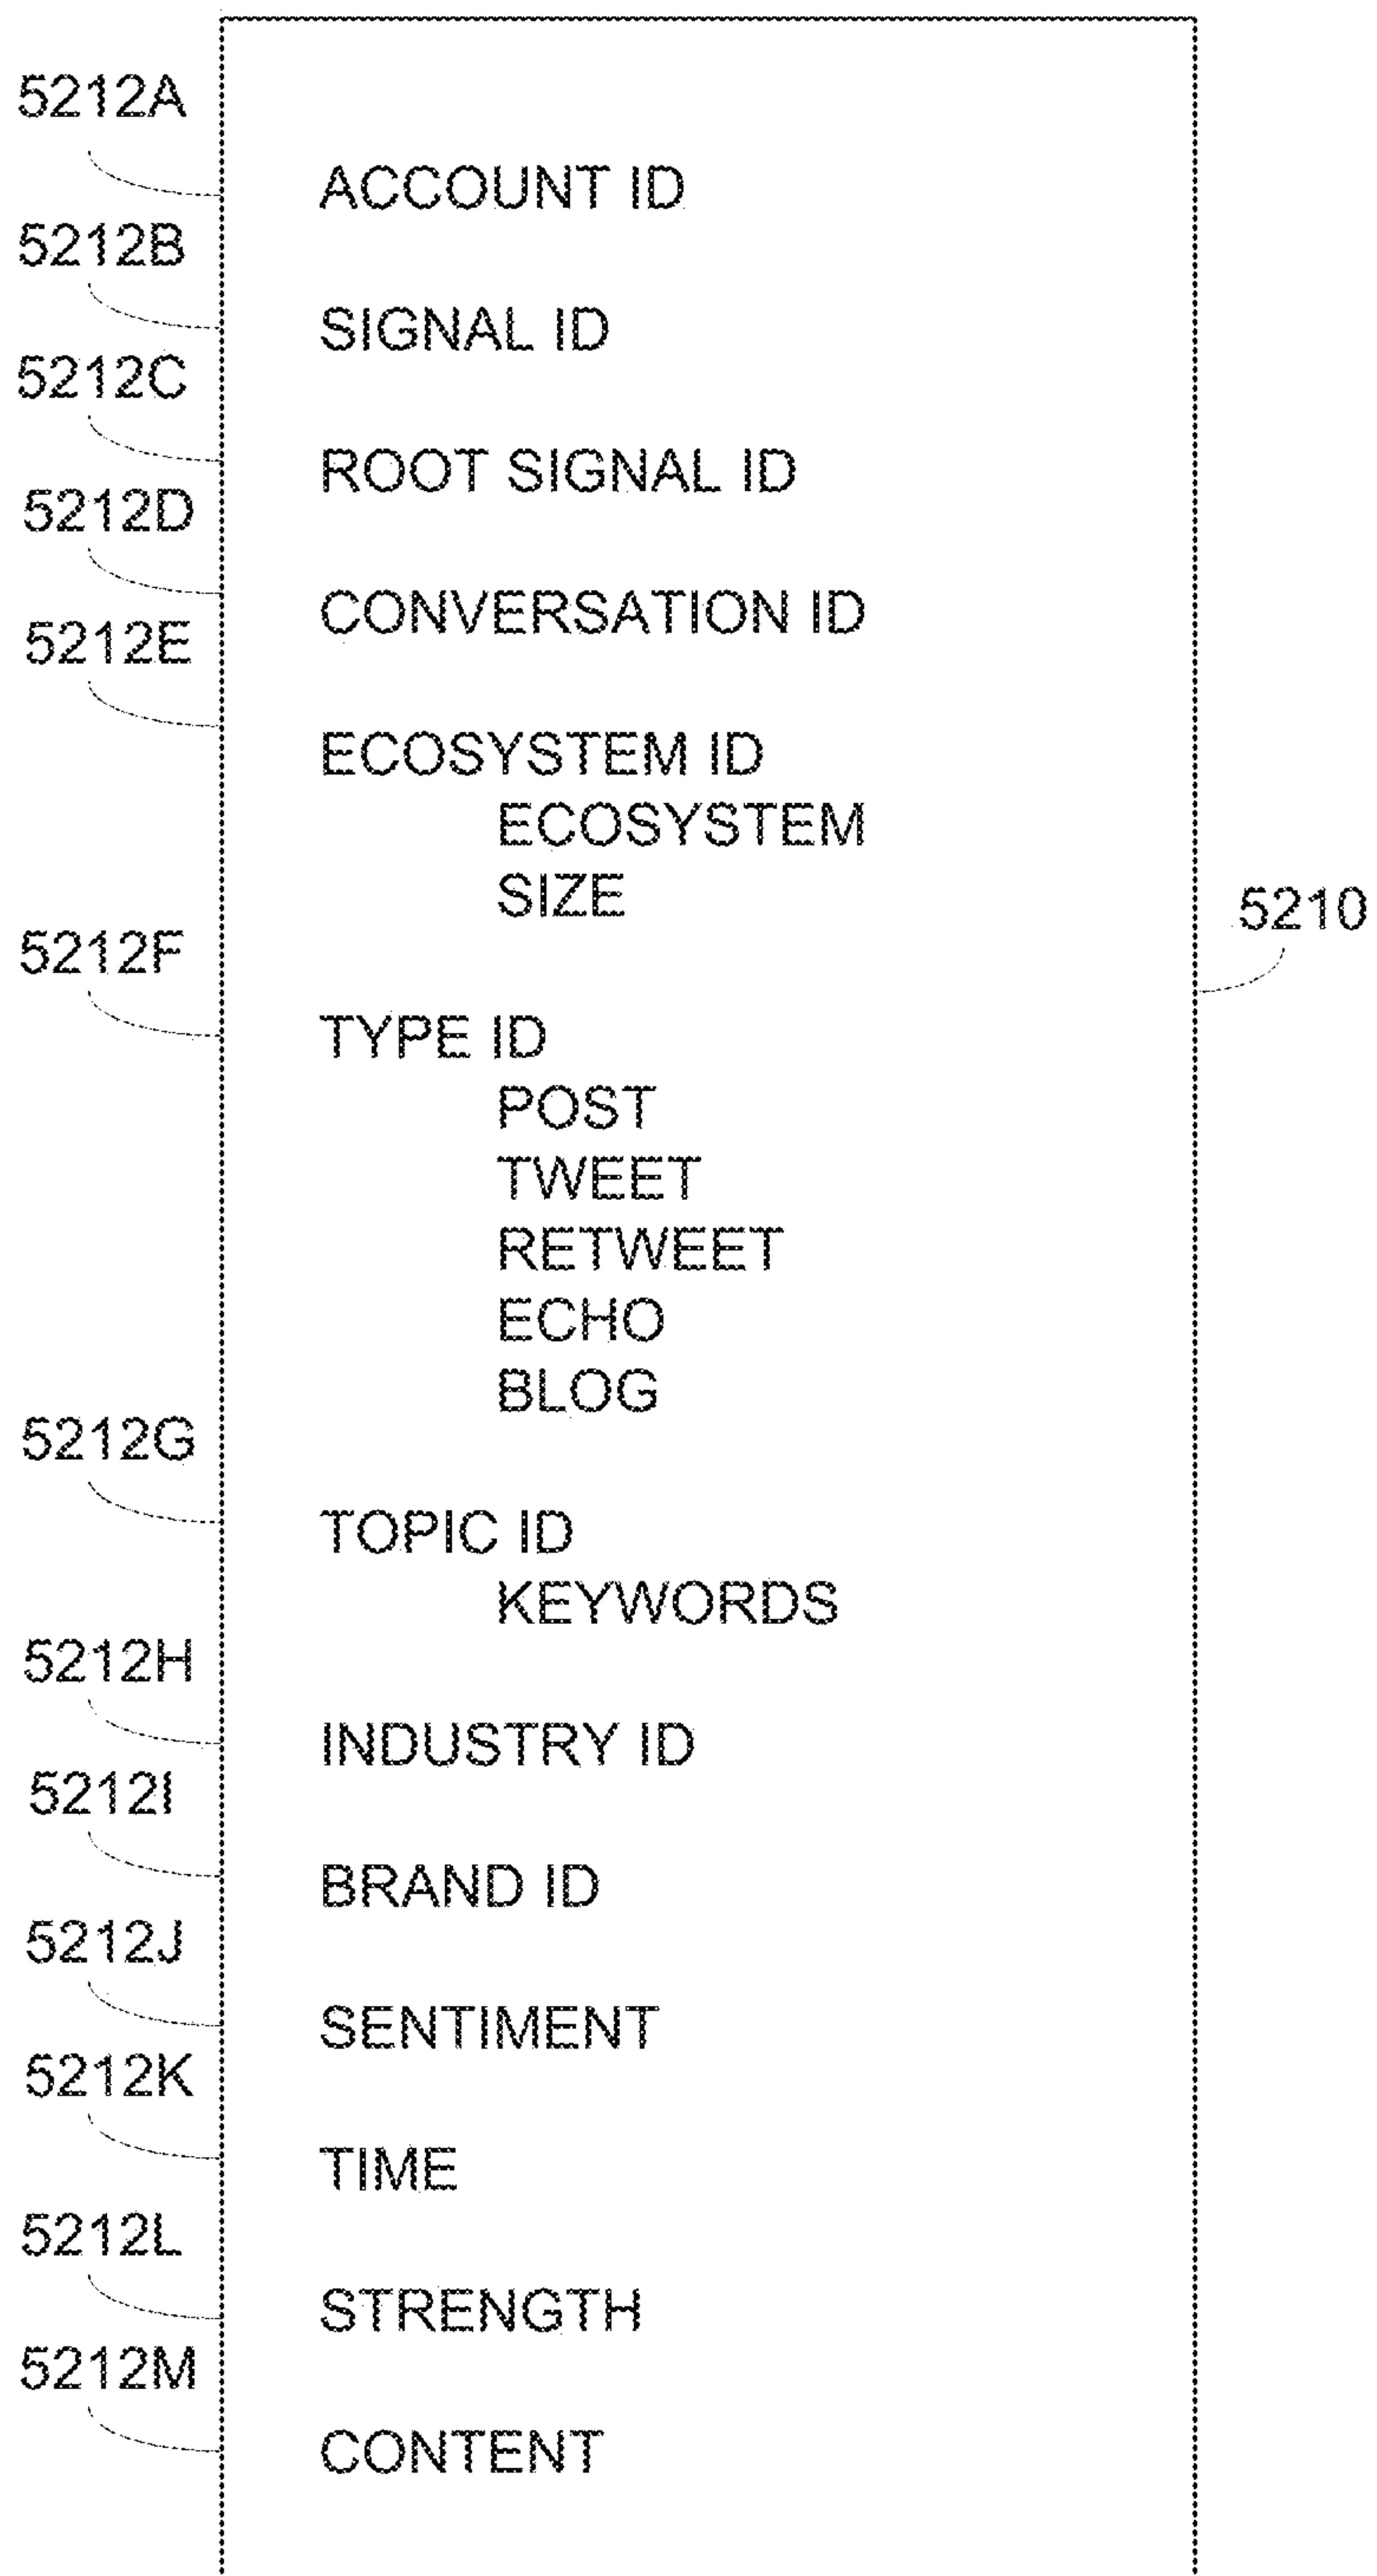 5212A
ACCOUNT ID
5212B
SIGNAL ID
5212C
ROOT SIGNAL ID
5212D
CONVERSATION ID
5212E
ECOSYSTEM ID
ECOSYSTEM
SIZE
5210
5212F
TYPE ID
POST
TWEET
RETWEET
ECHO
BLOG
5212G
TOPIC ID
KEYWORDS
5212H
INDUSTRY ID
5212I
BRAND ID
5212J
SENTIMENT
5212K
TIME
5212L
STRENGTH
5212M
CONTENT